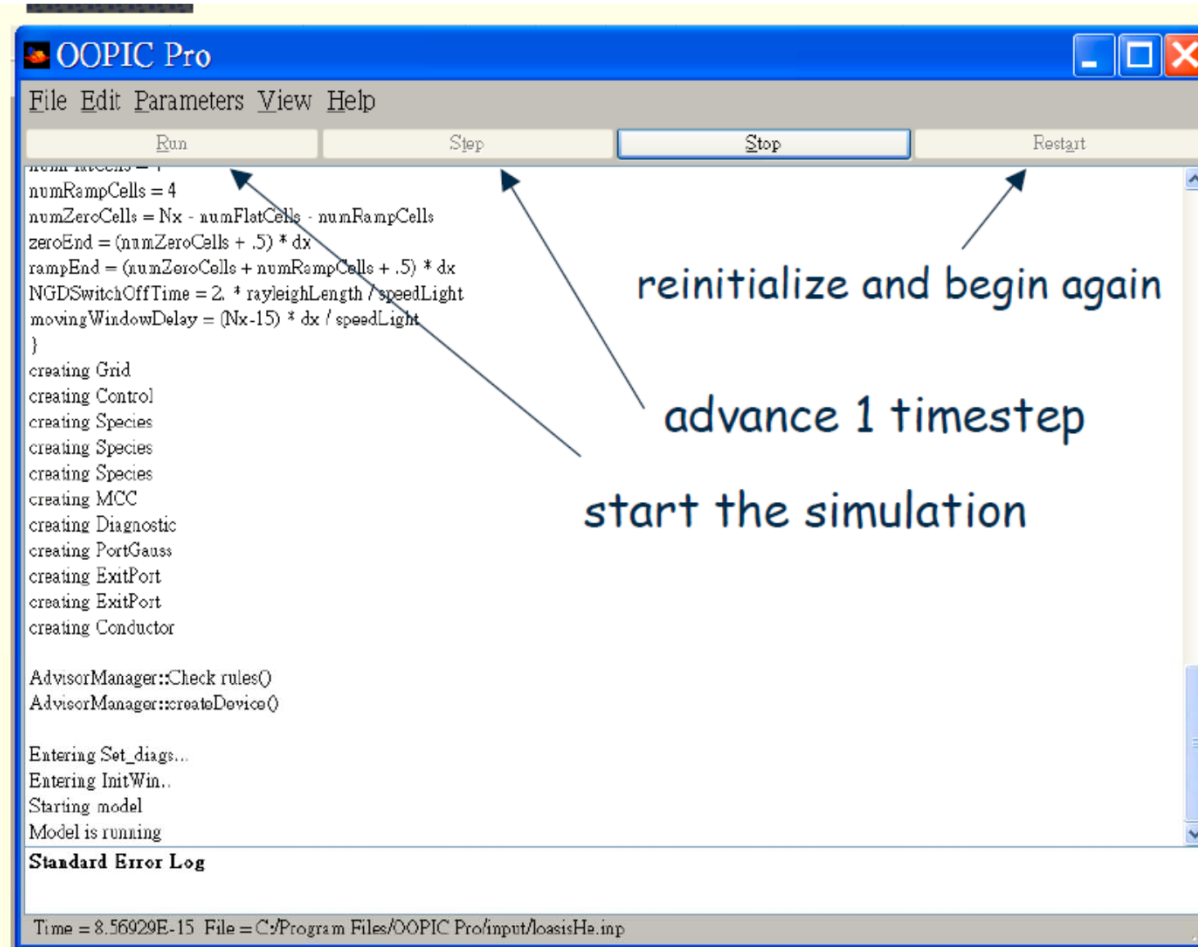 OOPIC Pro
File Edit Parameters View Help
Run Step Stop Restart
numFlatCells = 4
numRampCells = 4
numZeroCells = Nx - numFlatCells - numRampCells
zeroEnd = (numZeroCells + .5) * dx
rampEnd = (numZeroCells + numRampCells + .5) * dx
NGDSwitchOffTime = 2. * rayleighLength / speedLight
movingWindowDelay = (Nx-15) * dx / speedLight
}
creating Grid
creating Control
creating Species
creating Species
creating Species
creating MCC
creating Diagnostic
creating PortGauss
creating ExitPort
creating ExitPort
creating Conductor
AdvisorManager::Check rules()
AdvisorManager::createDevice()
Entering Set_diags...
Entering InitWin..
Starting model
Model is running
reinitialize and begin again
advance 1 timestep
start the simulation
Standard Error Log
Time = 8.56929E-15 File = C:/Program Files/OOPIC Pro/input/loasisHe.inp